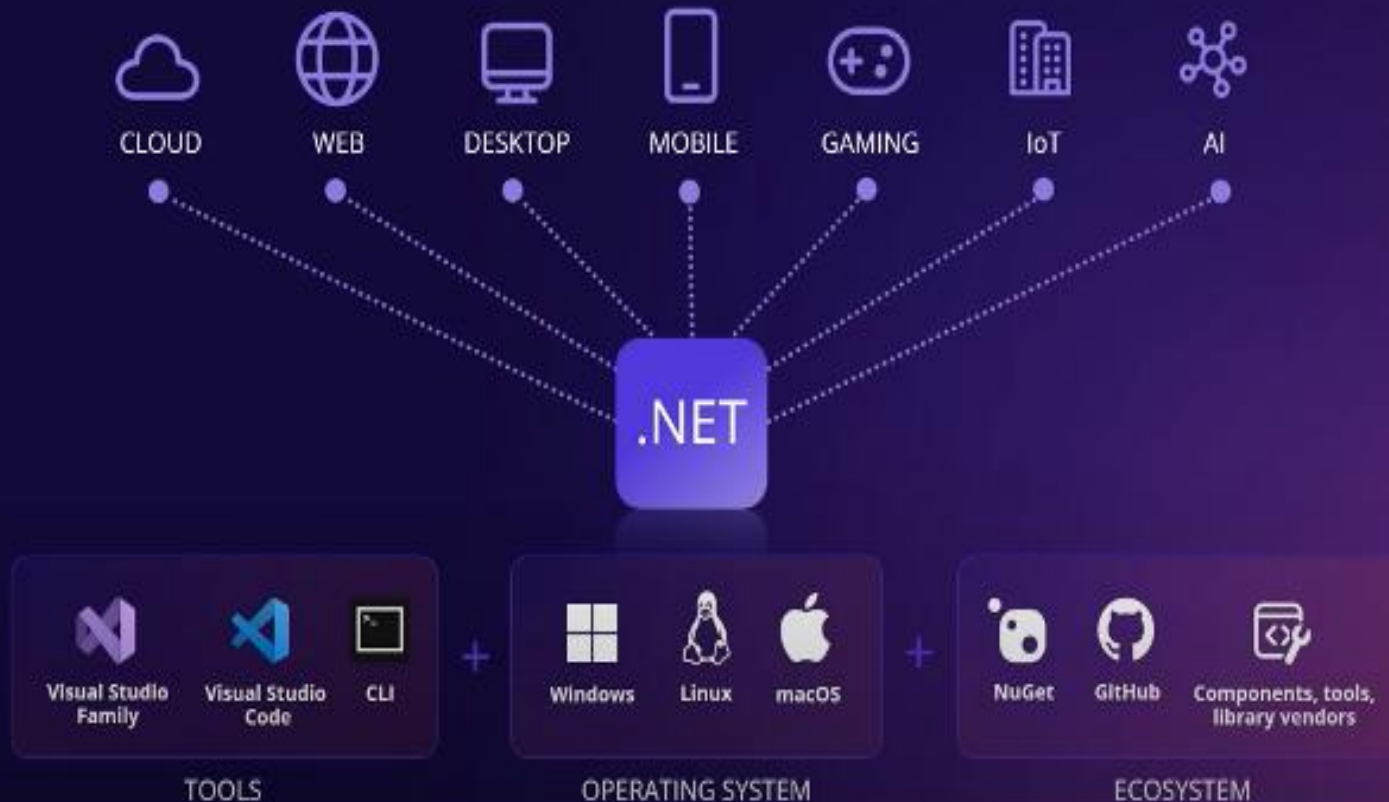 CLOUD WEB DESKTOP MOBILE GAMING IoT AI
.NET
Visual Studio Family
Visual Studio Code
CLI
Windows
Linux
macOS
NuGet
GitHub
Components, tools,
library vendors
TOOLS
OPERATING SYSTEM
ECOSYSTEM